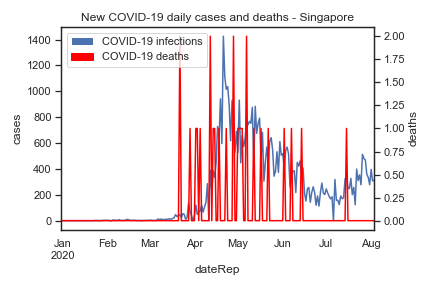 New COVID-19 daily cases and deaths - Singapore
COVID-19 infections
COVID-19 deaths
1400
1200
1000
800
600
400
200
0
cases
2.00
1.75
1.50
1.25
1.00
0.75
0.50
0.25
0.00
deaths
Jan Feb Mar Apr May Jun Jul Aug
2020
dateRep